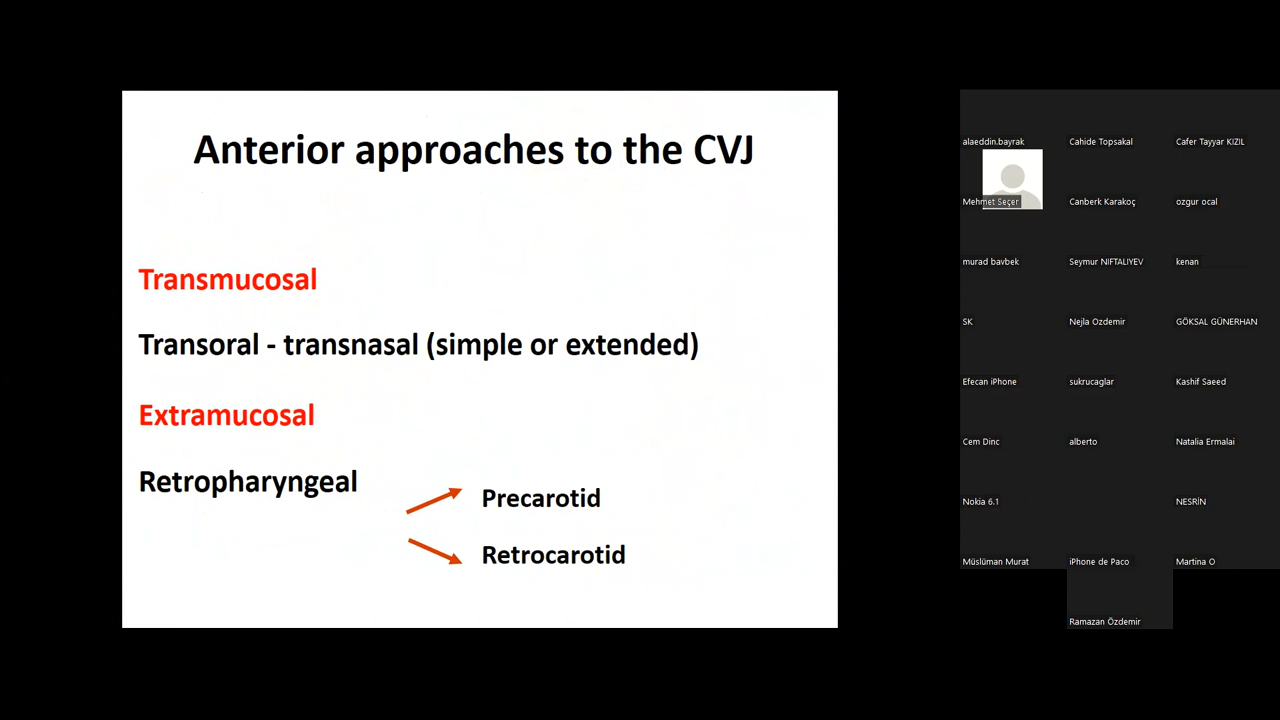 Anterior approaches to the CVJ
Transmucosal
Transoral - transnasal (simple or extended)
Extramucosal
Retropharyngeal
Precarotid
Retrocarotid
alaeddin.bayrak
Cahide Topsakal
Cafer Tayyar KIZIL
Mehmet Seçer
Canberk Karakoç
ozgur ocal
murad bavbek
Seymur NIFTALIYEV
kenan
SK
Nejla Ozdemir
GÖKSAL GÜNERHAN
Efecan iPhone
sukrucaglar
Kashif Saeed
Cem Dinc
alberto
Natalia Ermalai
Nokia 6.1
NESRİN
Müslüman Murat
iPhone de Paco
Martina O
Ramazan Özdemir